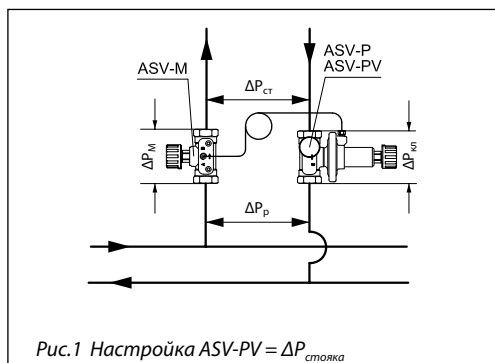 ASV-P
ASV-M
ASV-PV
ΔPст
ΔPМ
ΔPкл
ΔPр
Рис.1 Настройка ASV-PV = ΔPстояка